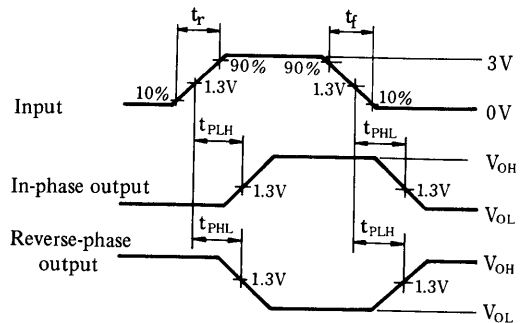 tr tf
90% 90% 3V
10% 1.3V 1.3V 10%
Input 0V
tPLH tPHL
VOH
In-phase output 1.3V 1.3V
VOL
Reverse-phase output
tPHL tPLH
VOH
1.3V 1.3V
VOL